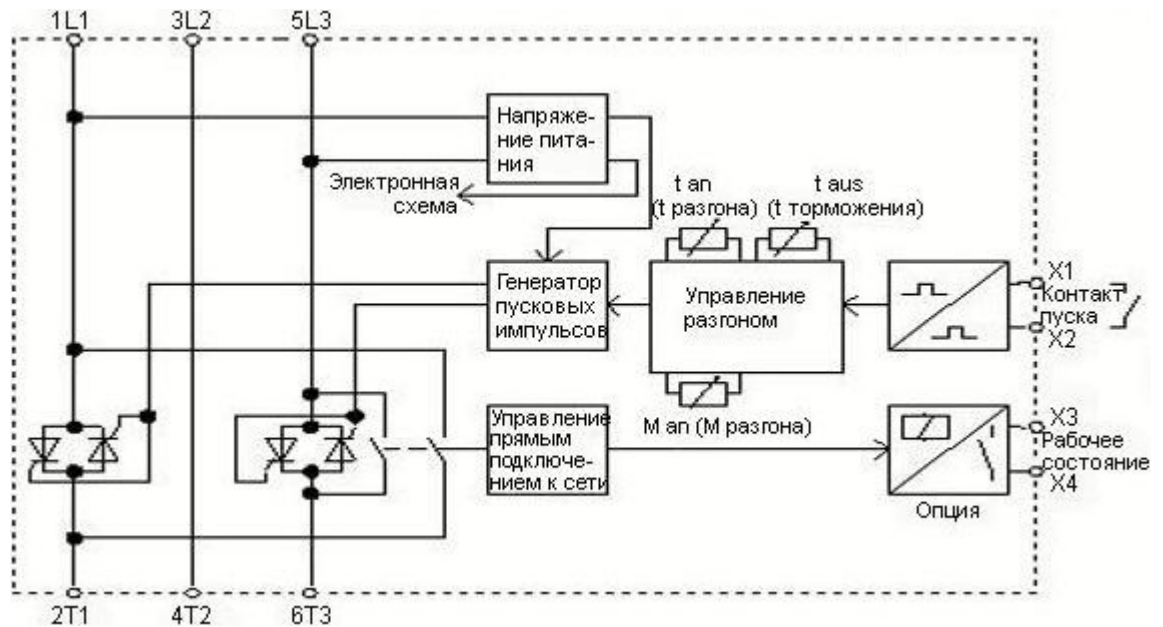 1L1 3L2 5L3
Напряже-
ние пита-
ния
Электронная
схема
t an
(t разгона)
t aus
(t торможения)
Генератор
пусковых
импульсов
Управление
разгоном
X1
Контакт
пуска
X2
M an (М разгона)
Управление
прямым
подключе-
нием к сети
X3
Рабочее
состояние
X4
Опция
2T1 4T2 6T3